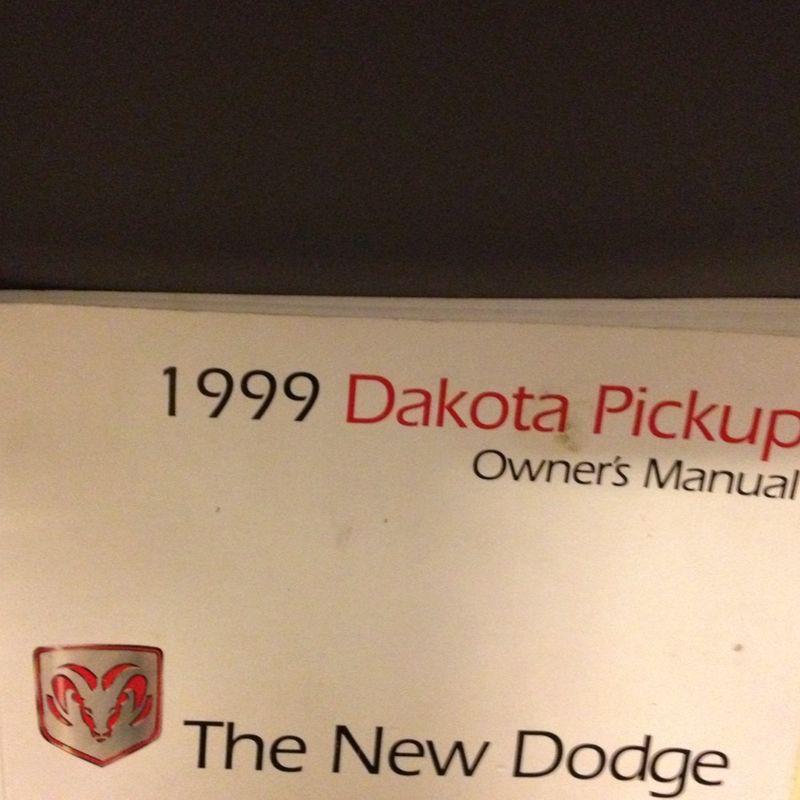 1999 Dakota Pickup
Owner's Manual
The New Dodge